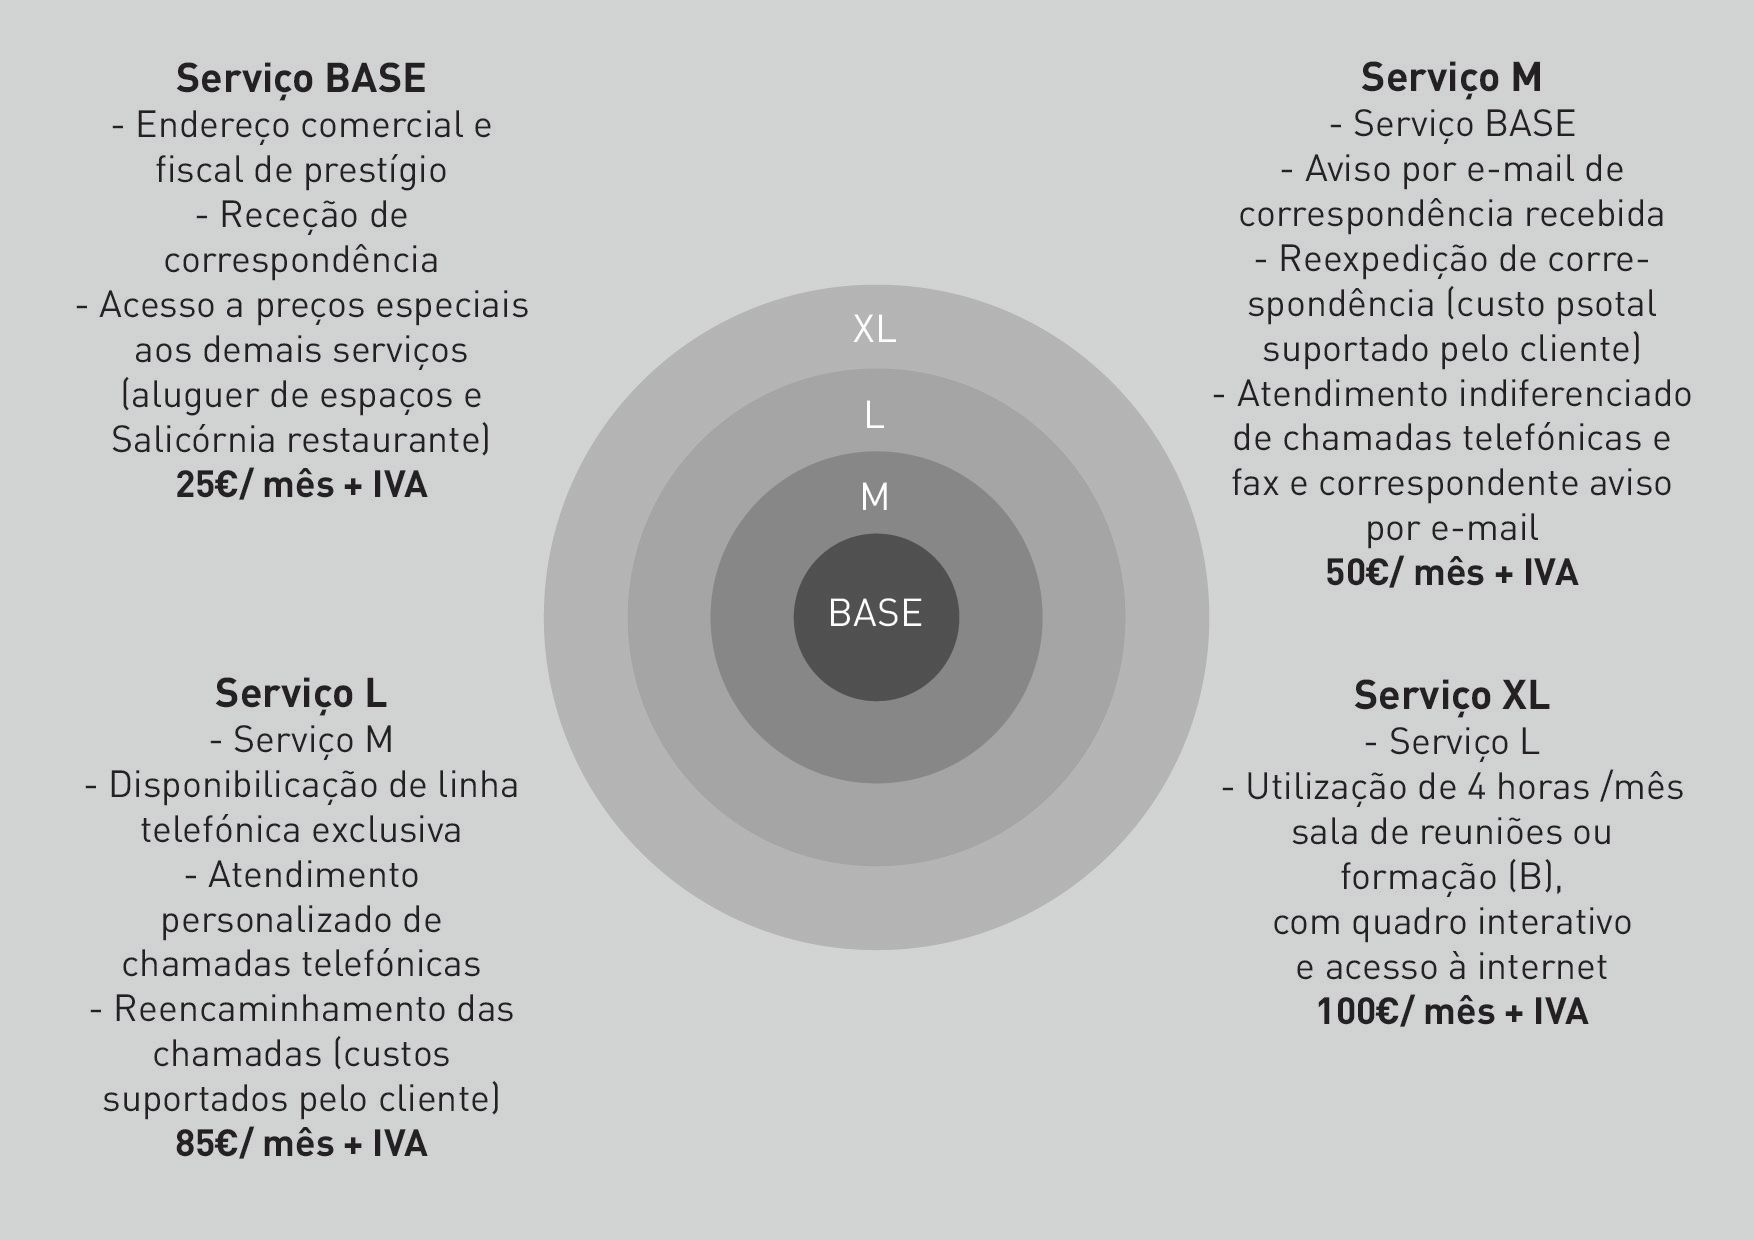 Serviço BASE
- Endereço comercial e
fiscal de prestígio
- Receção de
correspondência
- Acesso a preços especiais
aos demais serviços
(aluguer de espaços e
Salicórnia restaurante)
25€/ mês + IVA
Serviço M
- Serviço BASE
- Aviso por e-mail de
correspondência recebida
- Reexpedição de corre-
spondência (custo psotal
suportado pelo cliente)
- Atendimento indiferenciado
de chamadas telefónicas e
fax e correspondente aviso
por e-mail
50€/ mês + IVA
XL
L
M
BASE
Serviço L
- Serviço M
- Disponibilicação de linha
telefónica exclusiva
- Atendimento
personalizado de
chamadas telefónicas
- Reencaminhamento das
chamadas (custos
suportados pelo cliente)
85€/ mês + IVA
Serviço XL
- Serviço L
- Utilização de 4 horas /mês
sala de reuniões ou
formação (B),
com quadro interativo
e acesso à internet
100€/ mês + IVA